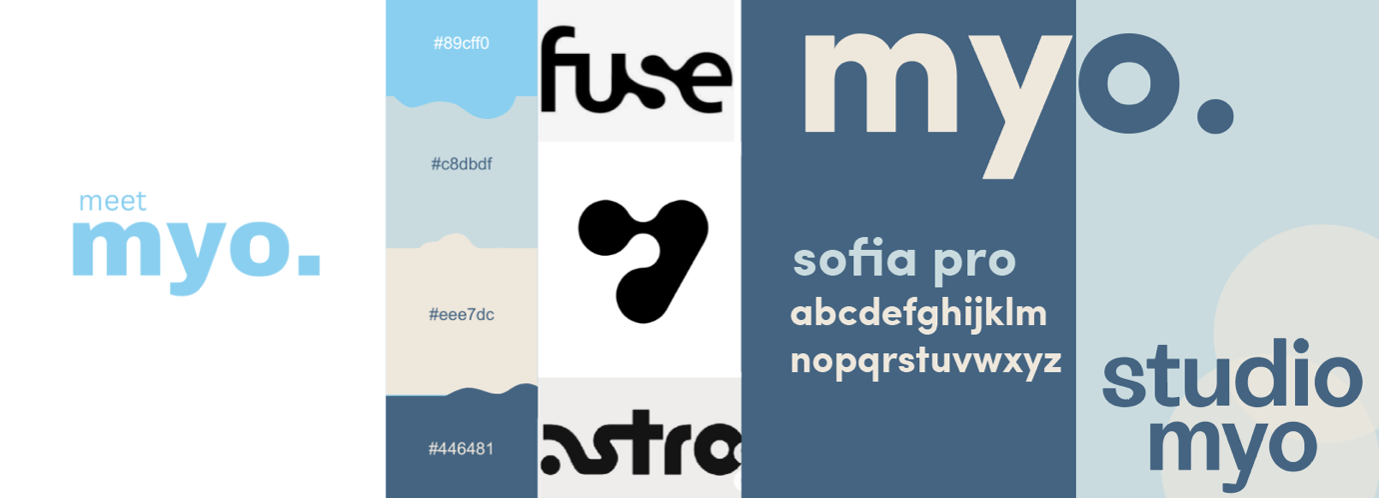 meet
myo.
#89cff0
#c8dbdf
#eee7dc
#446481
fuse
astro
myo.
sofia pro
abcdefghijklm
nopqrstuvwxyz
studio
myo